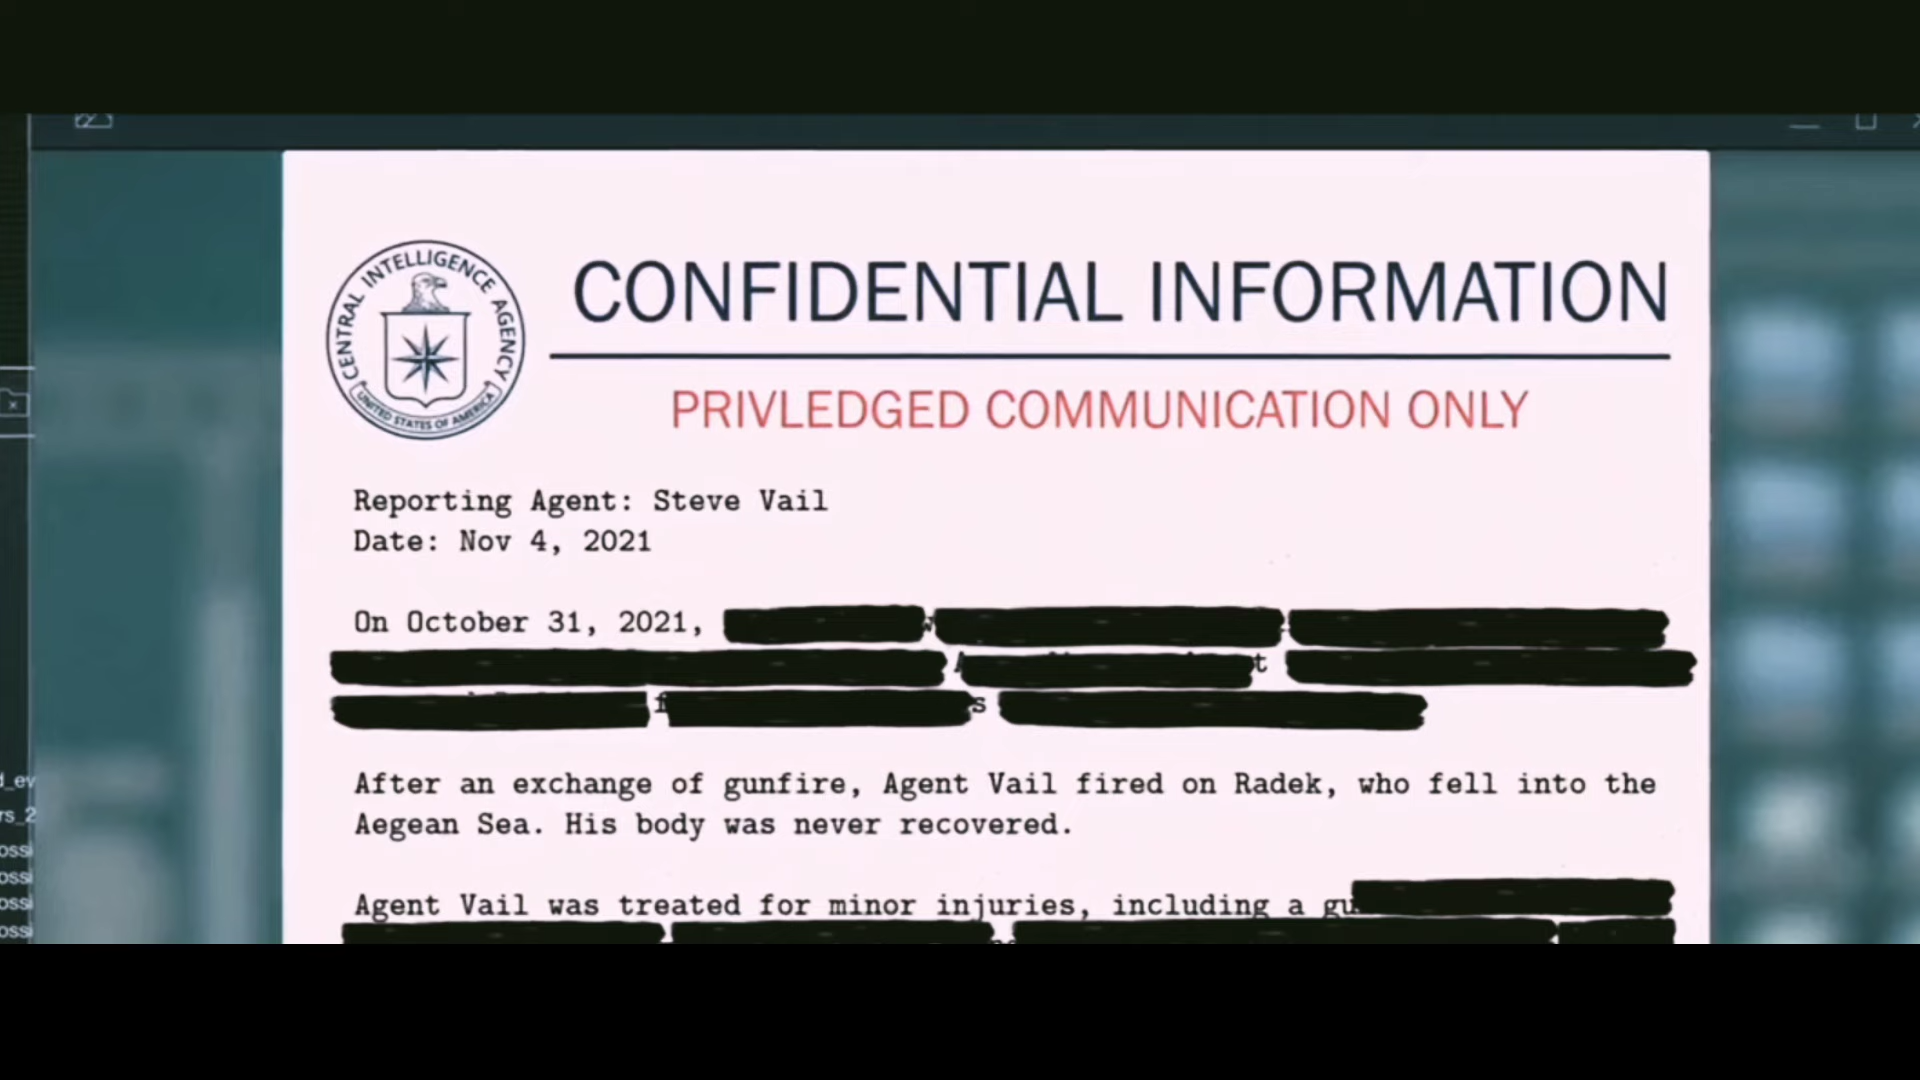 CENTRAL INTELLIGENCE AGENCY
UNITED STATES OF AMERICA
CONFIDENTIAL INFORMATION
PRIVLEDGED COMMUNICATION ONLY
Reporting Agent: Steve Vail
Date: Nov 4, 2021
On October 31, 2021,
After an exchange of gunfire, Agent Vail fired on Radek, who fell into the
Aegean Sea. His body was never recovered.
Agent Vail was treated for minor injuries, including a